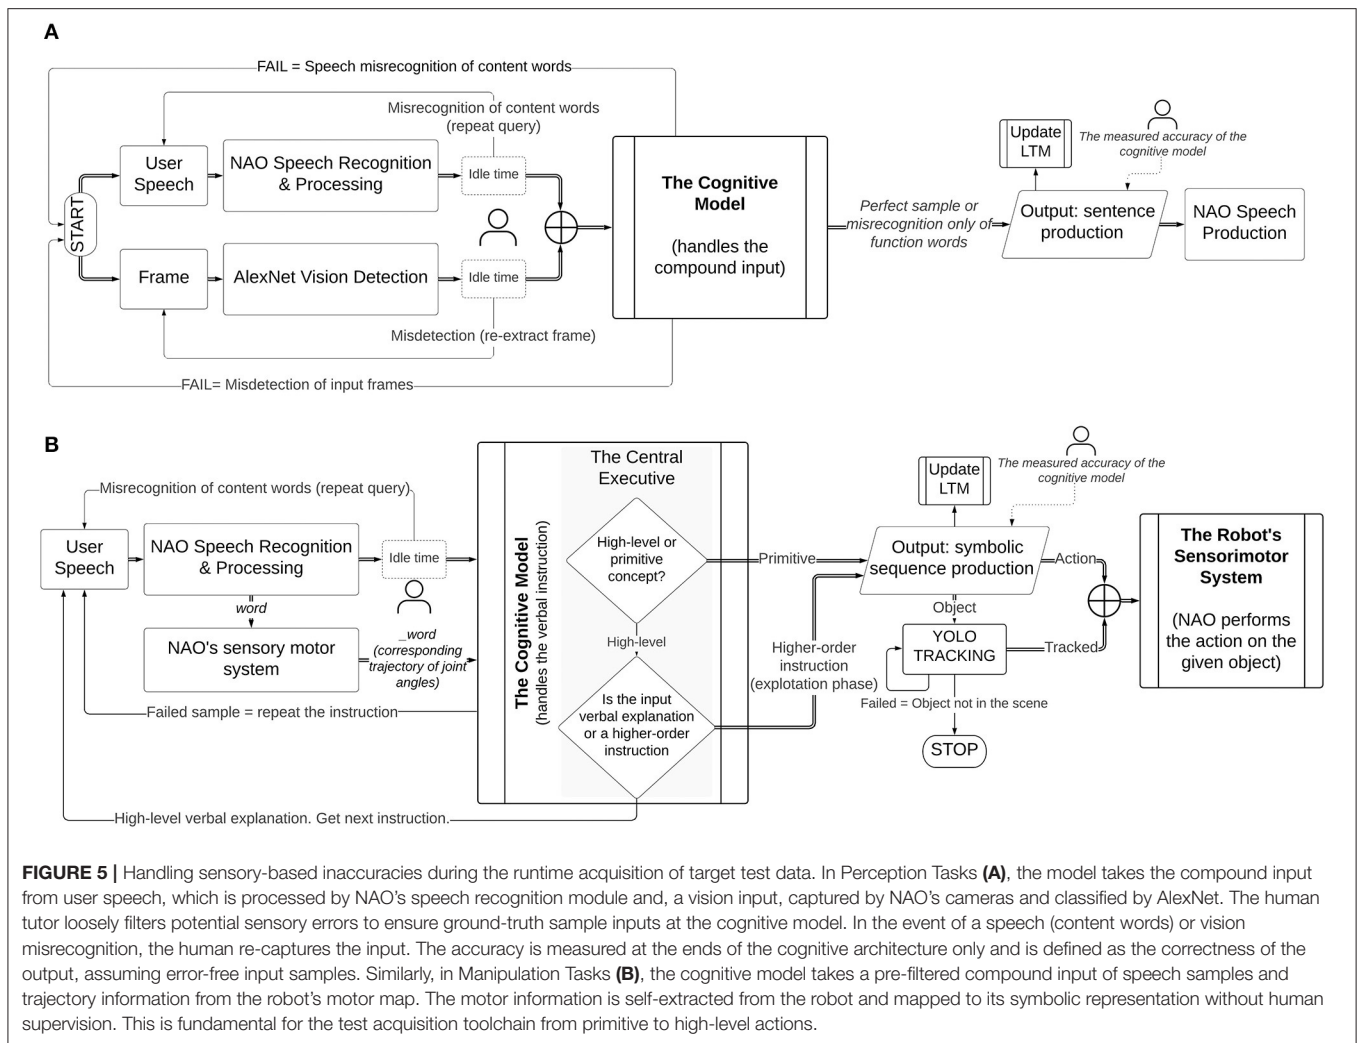 A
FAIL = Speech misrecognition of content words
Misrecognition of content words
(repeat query)
User
Speech
NAO Speech Recognition
& Processing
Idle time
START
Frame
AlexNet Vision Detection
Idle time
Misdetection (re-extract frame)
FAIL= Misdetection of input frames
The Cognitive
Model
(handles the
compound input)
Perfect sample or
misrecognition only of
function words
Update
LTM
The measured accuracy of the
cognitive model
Output: sentence
production
NAO Speech
Production
B
Misrecognition of content words (repeat query)
User
Speech
NAO Speech Recognition
& Processing
Idle time
word
NAO's sensory motor
system
_word
(corresponding
trajectory of joint
angles)
Failed sample = repeat the instruction
High-level verbal explanation. Get next instruction.
The Cognitive Model
(handles the verbal instruction)
The Central
Executive
High-level or
primitive
concept?
High-level
Is the input
verbal explanation
or a higher-order
instruction
Primitive
Higher-order
instruction
(explotation phase)
Update
LTM
The measured accuracy of the
cognitive model
Output: symbolic
sequence production
Action
Object
YOLO
TRACKING
Tracked
Failed = Object not in the scene
STOP
The Robot's
Sensorimotor
System
(NAO performs
the action on the
given object)
FIGURE 5 | Handling sensory-based inaccuracies during the runtime acquisition of target test data. In Perception Tasks (A), the model takes the compound input
from user speech, which is processed by NAO's speech recognition module and, a vision input, captured by NAO's cameras and classified by AlexNet. The human
tutor loosely filters potential sensory errors to ensure ground-truth sample inputs at the cognitive model. In the event of a speech (content words) or vision
misrecognition, the human re-captures the input. The accuracy is measured at the ends of the cognitive architecture only and is defined as the correctness of the
output, assuming error-free input samples. Similarly, in Manipulation Tasks (B), the cognitive model takes a pre-filtered compound input of speech samples and
trajectory information from the robot's motor map. The motor information is self-extracted from the robot and mapped to its symbolic representation without human
supervision. This is fundamental for the test acquisition toolchain from primitive to high-level actions.